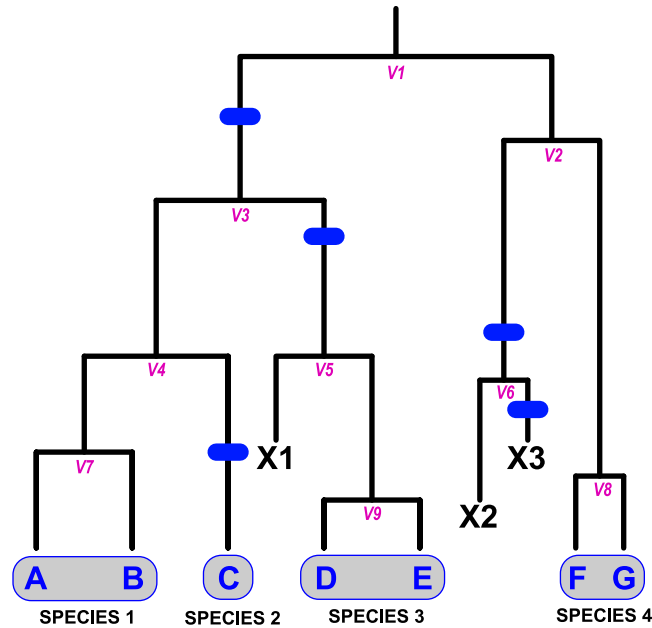 V1
V2
V3
V4
V5
V6
X1
X3
V7
V8
X2
V9
A B C D E F G
SPECIES 1 SPECIES 2 SPECIES 3 SPECIES 4